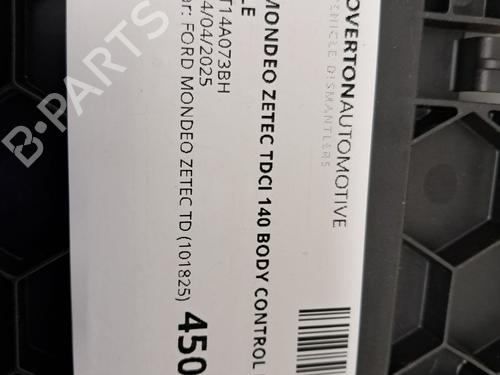 OVERTONAUTOMOTIVE
VEHICLE DISMANTLERS
MONDEO ZETEC TDCI 140 BODY CONTROL
LE
T14A073BH
4/04/2025
er: FORD MONDEO ZETEC TD (101825)
450
B-PARTS